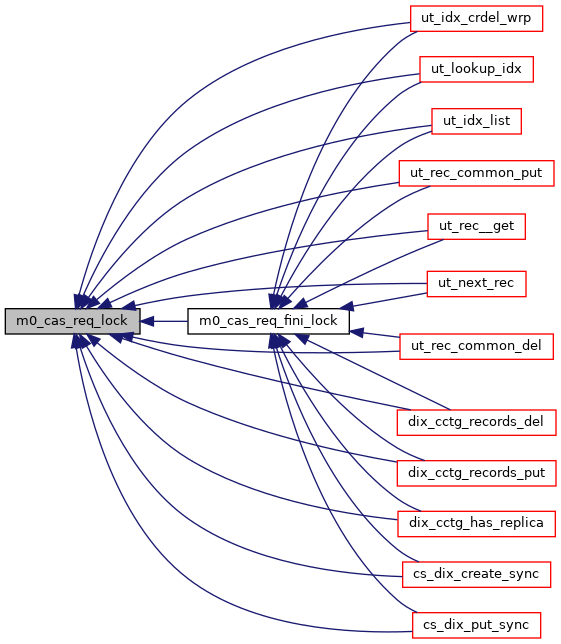 ut_idx_crdel_wrp
ut_lookup_idx
ut_idx_list
ut_rec_common_put
ut_rec__get
ut_next_rec
m0_cas_req_lock
m0_cas_req_fini_lock
ut_rec_common_del
dix_cctg_records_del
dix_cctg_records_put
dix_cctg_has_replica
cs_dix_create_sync
cs_dix_put_sync